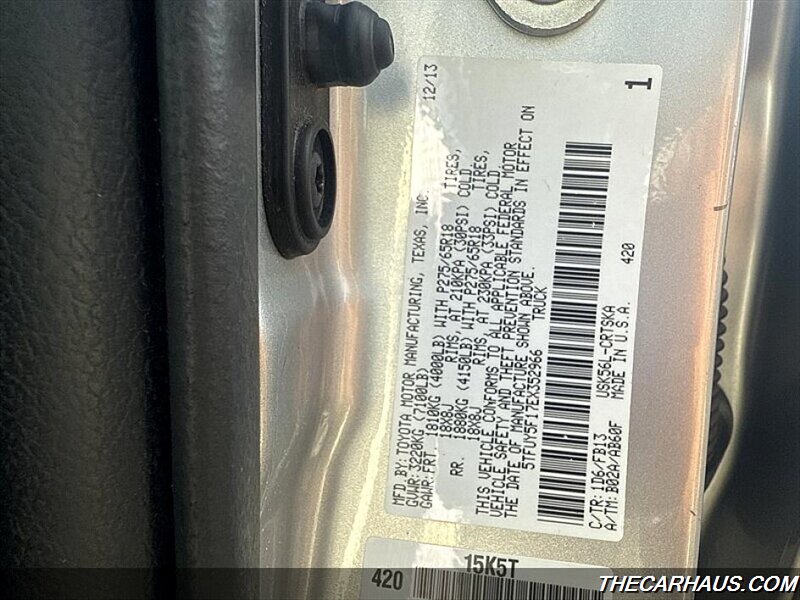 MFD.BY: TOYOTA MOTOR MANUFACTURING, TEXAS, INC. 12/13
GVWR: 3220KG (7100LB)
GAWR: FRT. 1810KG (4000LB) WITH P275/65R18 TIRES,
18X8J RIMS, AT 210KPA (30PSI) COLD
RR. 1880KG (4150LB) WITH P275/65R18 TIRES,
18X8J RIMS, AT 230KPA (33PSI) COLD.
THIS VEHICLE CONFORMS TO ALL APPLICABLE FEDERAL MOTOR
VEHICLE SAFETY AND THEFT PREVENTION STANDARDS IN EFFECT ON
THE DATE OF MANUFACTURE SHOWN ABOVE.
5TFUY5F17EX352966 TRUCK
C/TR: 1D6/FB13 USK56L-CRTSKA 420
A/TM: B02A/AB60F MADE IN U.S.A.
1
15K5T
420
THECARHAUS.COM